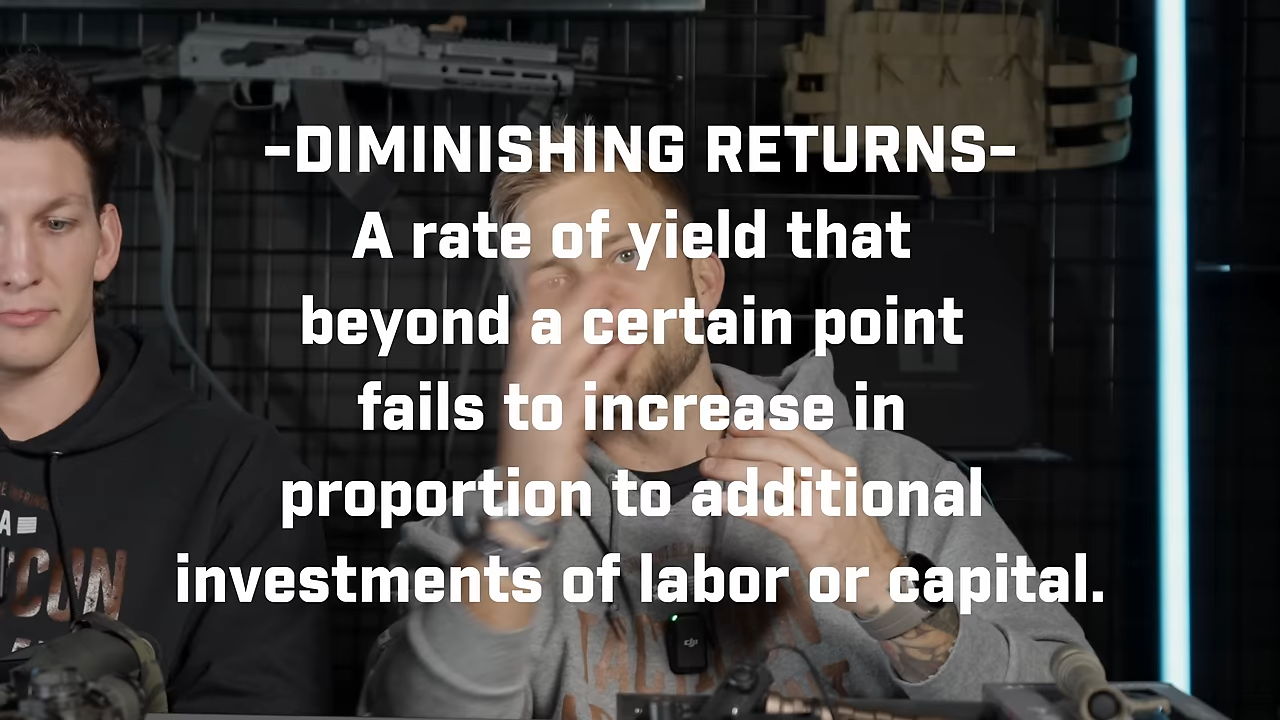 -DIMINISHING RETURNS-
A rate of yield that
beyond a certain point
fails to increase in
proportion to additional
investments of labor or capital.
dji